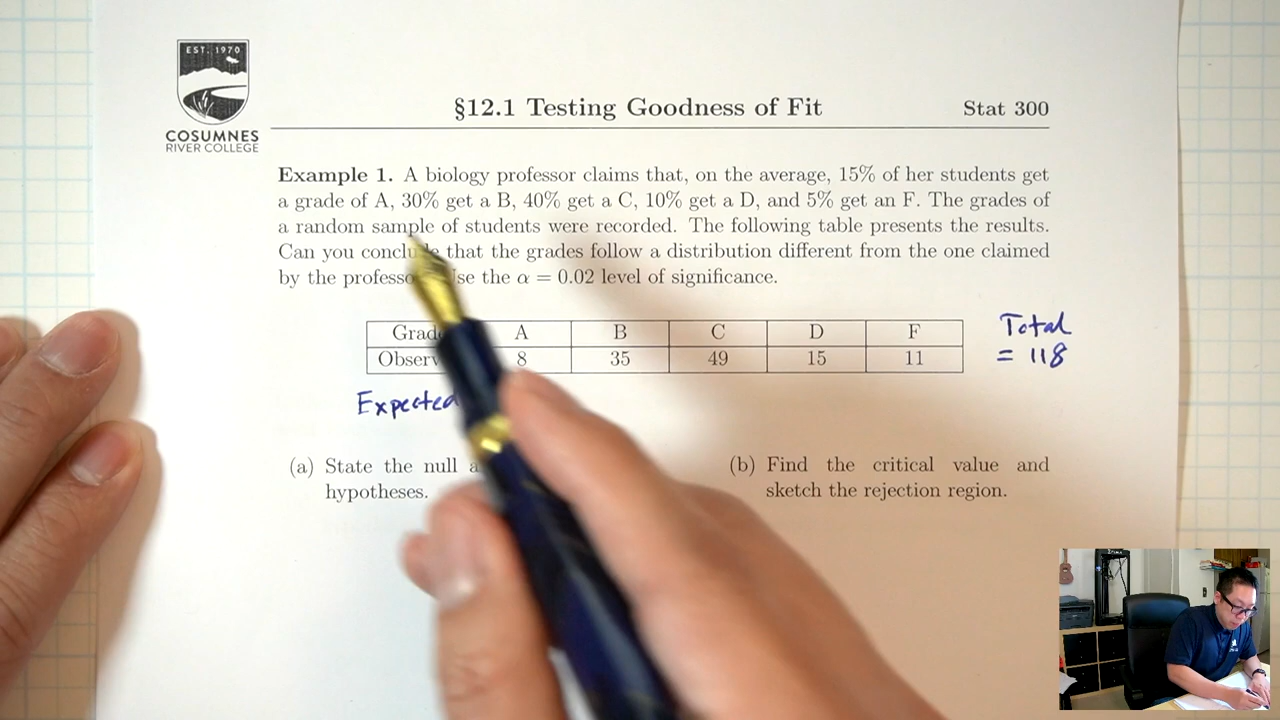 EST. 1970
COSUMNES
RIVER COLLEGE
§12.1 Testing Goodness of Fit
Stat 300
Example 1. A biology professor claims that, on the average, 15% of her students get
a grade of A, 30% get a B, 40% get a C, 10% get a D, and 5% get an F. The grades of
a random sample of students were recorded. The following table presents the results.
Can you conclude that the grades follow a distribution different from the one claimed
by the professo se the α = 0.02 level of significance.
Grad A B C D F
Observ 8 35 49 15 11
Total
= 118
Expected
(a) State the null a
hypotheses.
(b) Find the critical value and
sketch the rejection region.